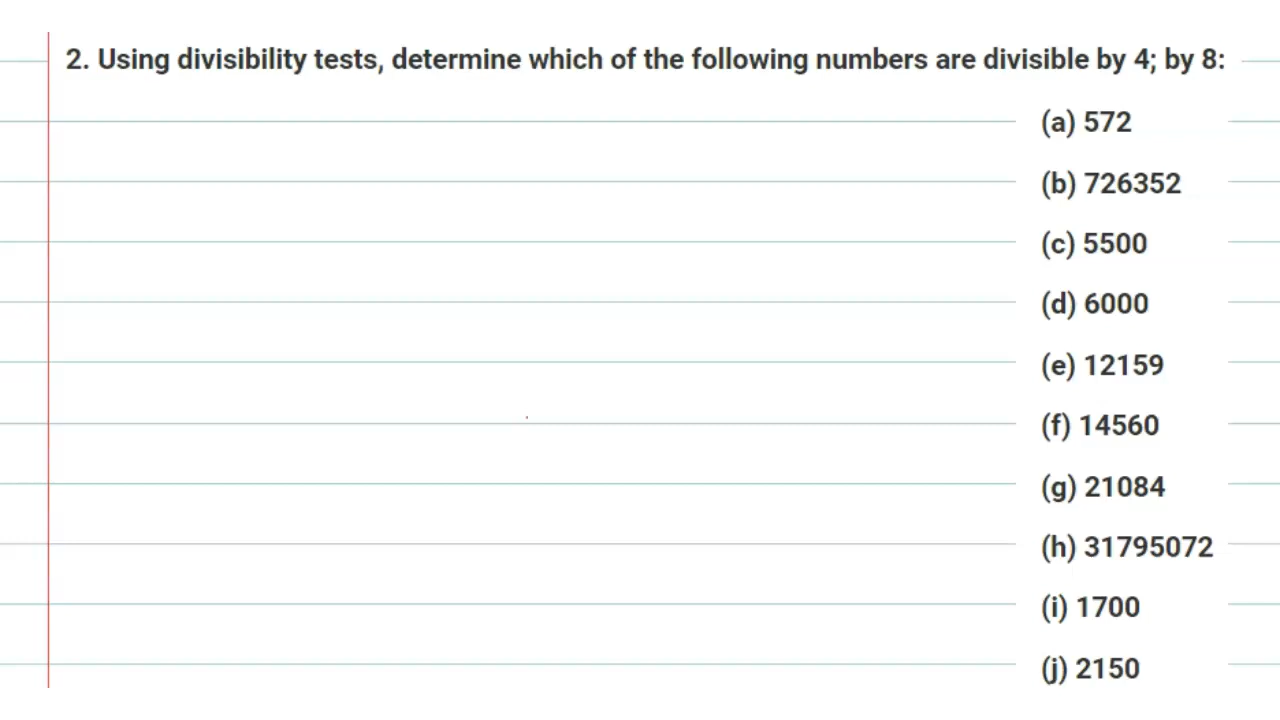 2. Using divisibility tests, determine which of the following numbers are divisible by 4; by 8:
(a) 572
(b) 726352
(c) 5500
(d) 6000
(e) 12159
(f) 14560
(g) 21084
(h) 31795072
(i) 1700
(j) 2150